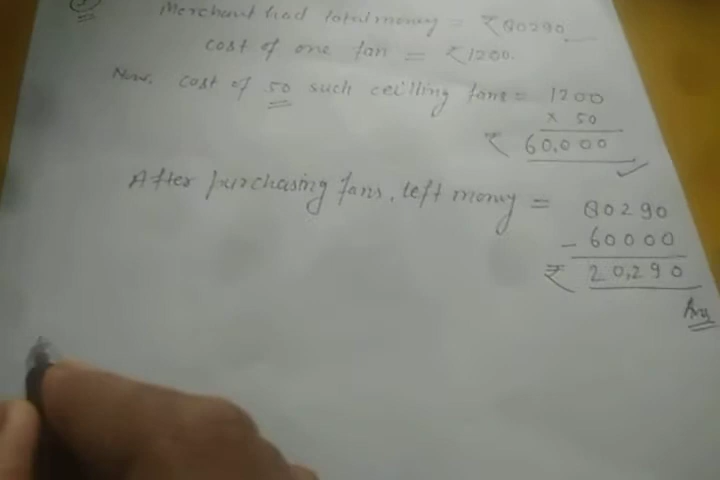 Merchant had total money = ₹80290
cost of one fan = ₹1200.
Now, cost of 50 such ceilling fans = 1200
x 50
₹ 60,000
After purchasing fans, left money = 80290
- 60000
₹ 20,290
Ans